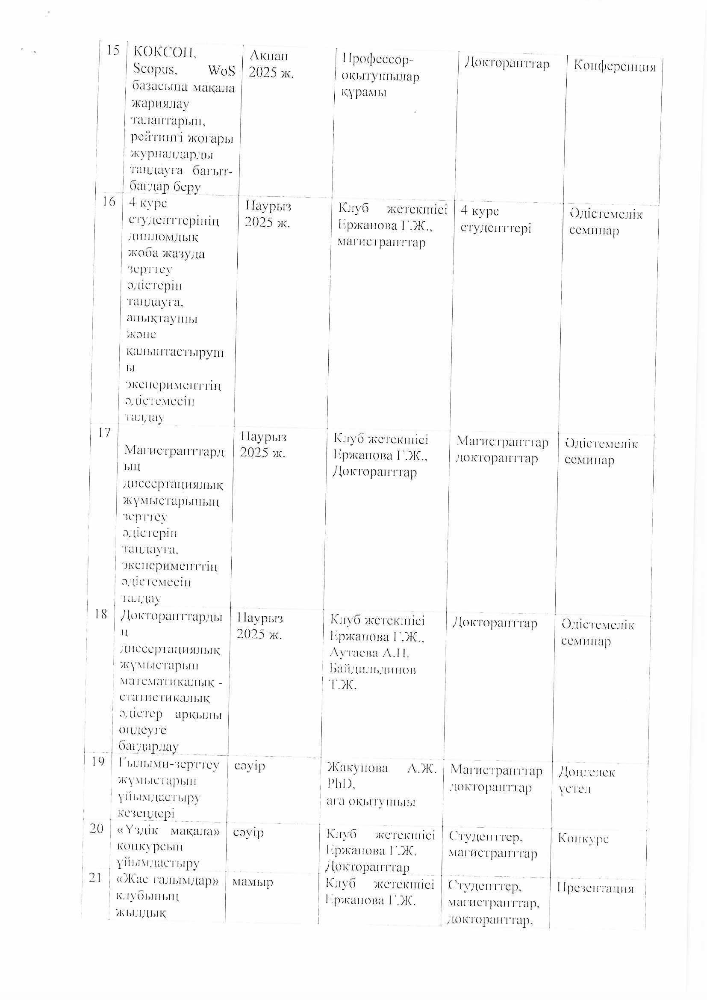 15
КОКСОН,
Scopus, WoS
базасына мақала
жариялау
талаптарын,
рейтингі жоғары
журналдарды
таңдауға бағыт-
бағдар беру
Ақпан
2025 ж.
Профессор-
оқытушылар
құрамы
Докторанттар
Конференция
16
4 курс
студенттерінің
дипломдық
жоба жазуда
зерттеу
әдістерін
таңдауға,
анықтаушы
және
қалыптастыруш
ы
эксперименттің
әдістемесін
талдау
Наурыз
2025 ж.
Клуб жетекшісі
Ержанова Г.Ж.,
магистранттар
4 курс
студенттері
Әдістемелік
семинар
17
Магистранттард
ың
диссертациялық
жұмыстарының
зерттеу
әдістерін
таңдауға,
эксперименттің
әдістемесін
талдау
Наурыз
2025 ж.
Клуб жетекшісі
Ержанова Г.Ж.,
Докторанттар
Магистранттар
докторанттар
Әдістемелік
семинар
18
Докторанттарды
ң
диссертациялық
жұмыстарын
математикалық -
статистикалық
әдістер арқылы
өңдеуге
бағдарлау
Наурыз
2025 ж.
Клуб жетекшісі
Ержанова Г.Ж.,
Аутаева А.Н.
Байдильдинов
Т.Ж.
Докторанттар
Әдістемелік
семинар
19
Ғылыми-зерттеу
жұмыстарын
ұйымдастыру
кезеңдері
сәуір
Жакупова А.Ж.
PhD,
аға оқытушыы
Магистранттар
докторанттар
Дөңгелек
үстел
20
«Үздік мақала»
конкурсын
ұйымдастыру
сәуір
Клуб жетекшісі
Ержанова Г.Ж.
Докторанттар
Студенттер,
магистранттар
Конкурс
21
«Жас ғалымдар»
клубының
жылдық
мамыр
Клуб жетекшісі
Ержанова Г.Ж.
Студенттер,
магистранттар,
докторанттар,
Презентация